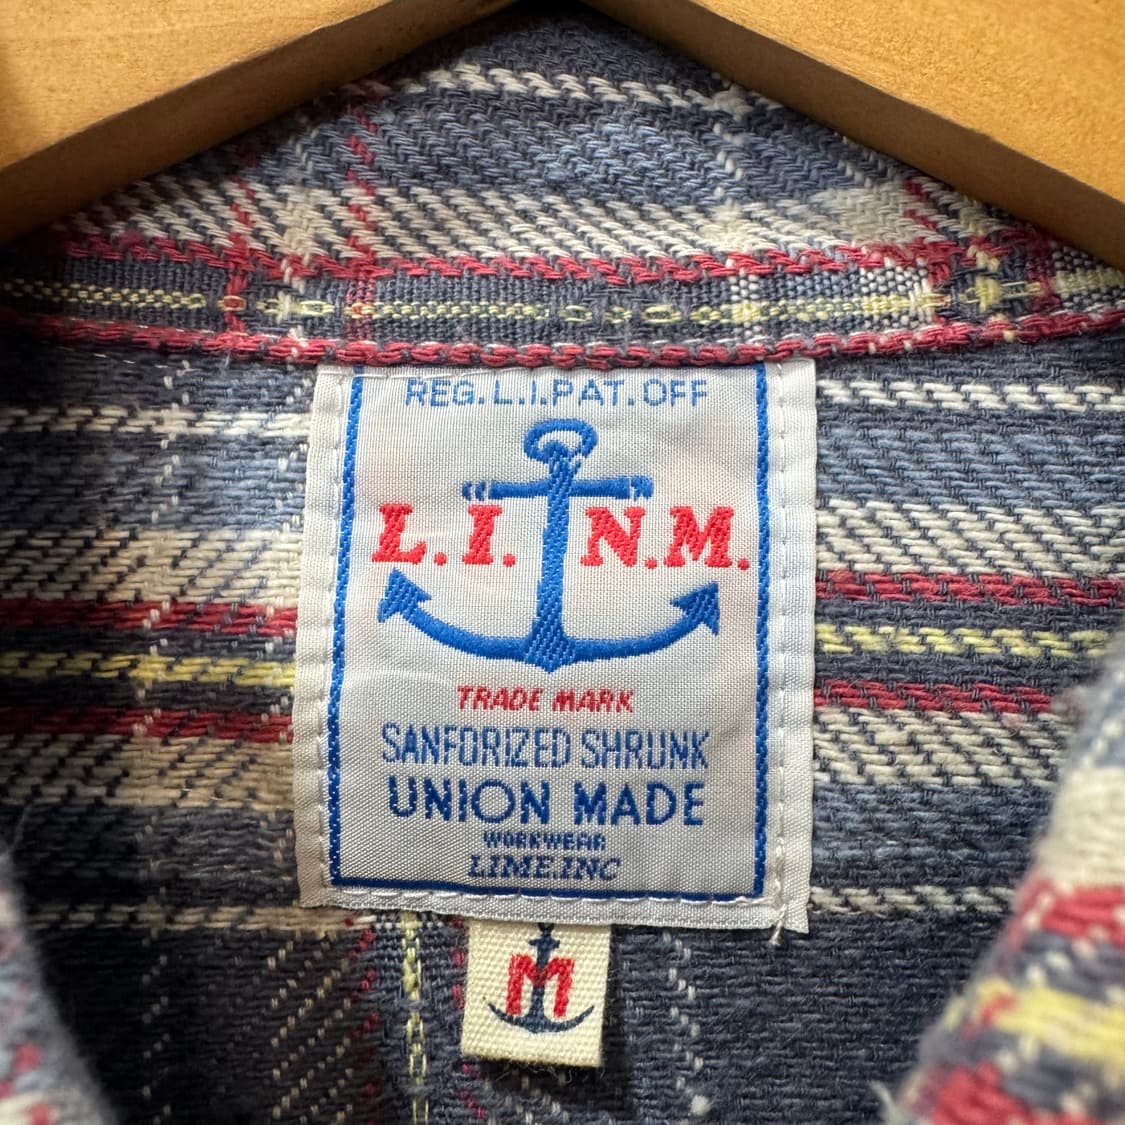 REG. L.I.PAT. OFF
L.I. N.M.
TRADE MARK
SANFORIZED SHRUNK
UNION MADE
WORKWEAR
LIME.INC
M